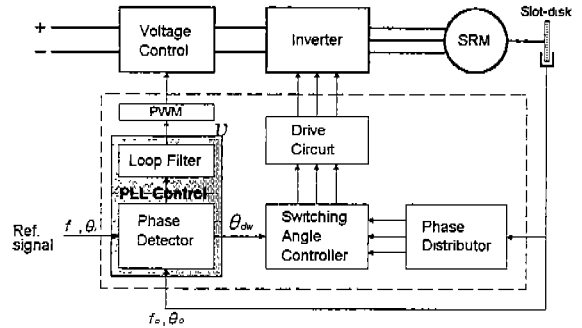 Slot-disk
+
−
Voltage
Control
Inverter
SRM
PWM
υ
Drive
Circuit
Loop Filter
PLL Control
Ref.
signal
Phase
Detector
θdw
Switching
Angle
Controller
Phase
Distributor
fₒ,θₒ